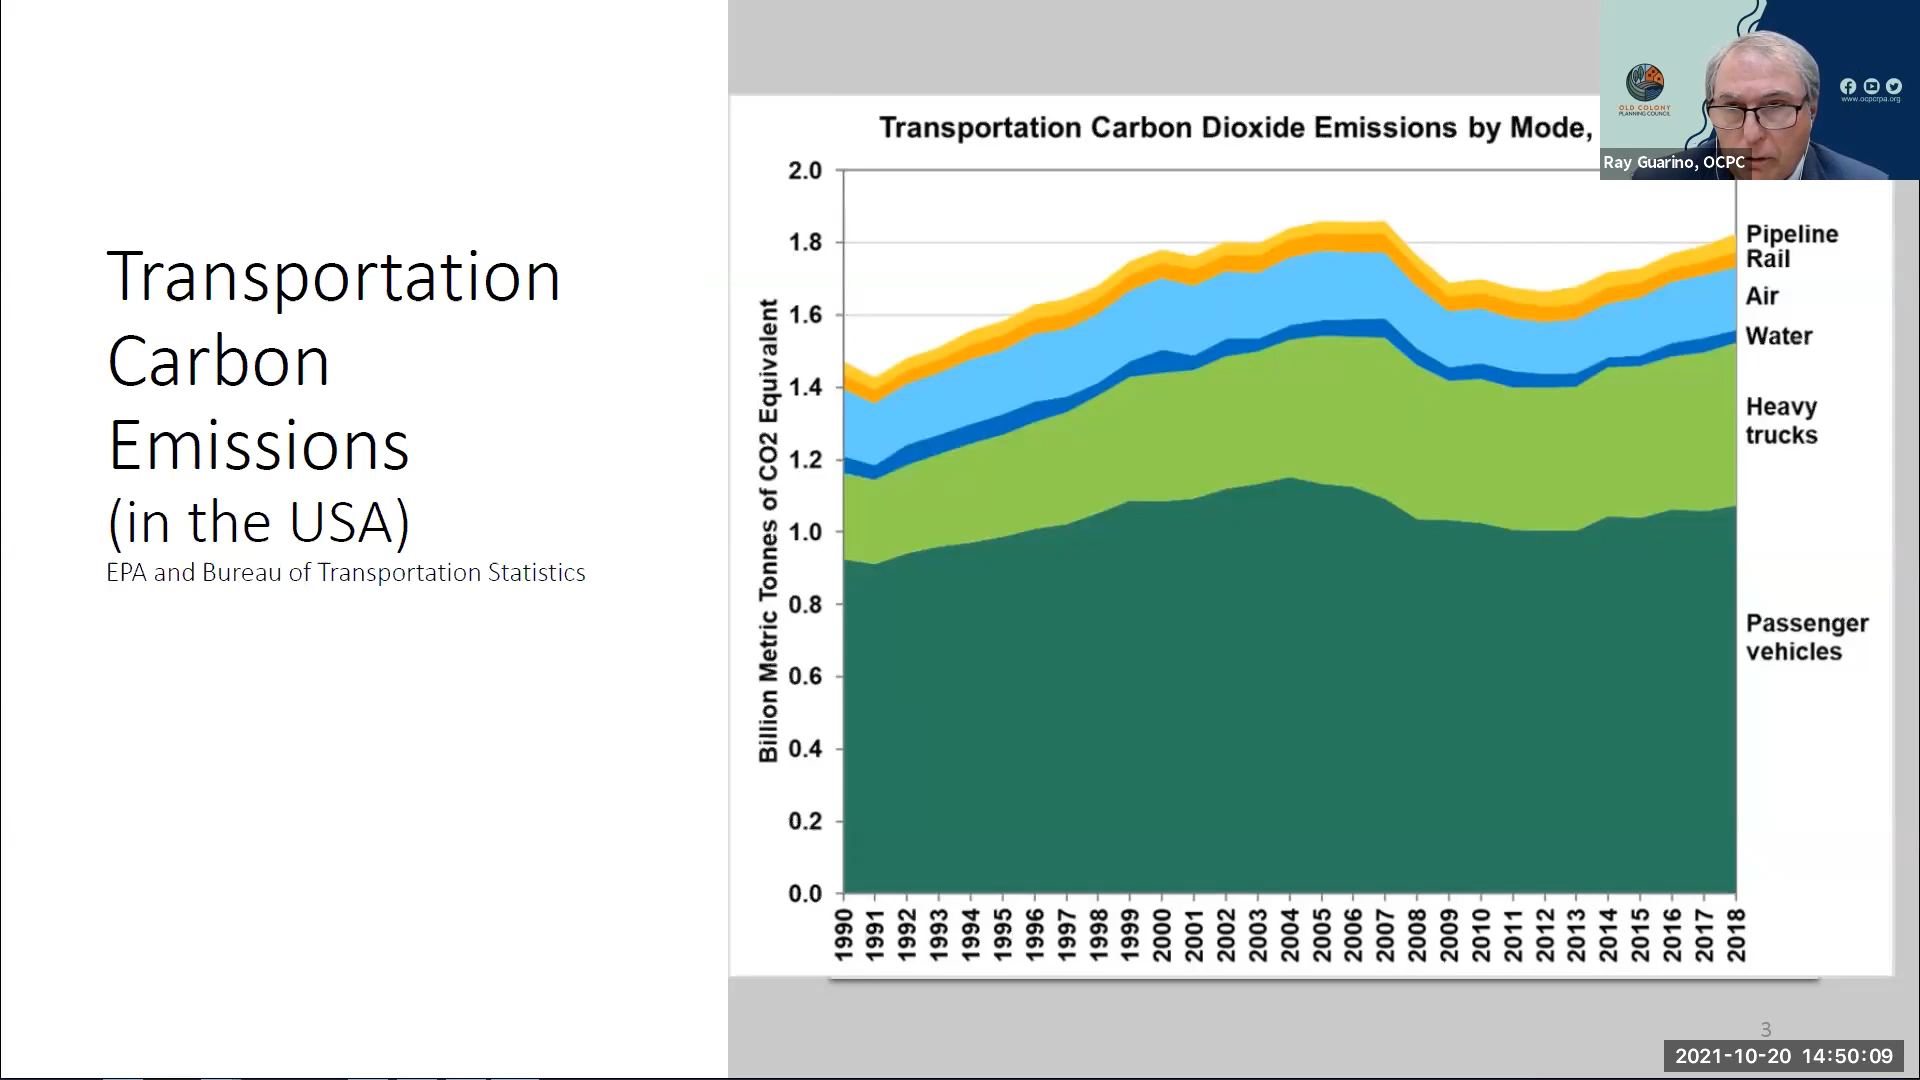 Transportation
Carbon
Emissions
(in the USA)
EPA and Bureau of Transportation Statistics
Transportation Carbon Dioxide Emissions by Mode,
Billion Metric Tonnes of CO2 Equivalent
2.0
1.8
1.6
1.4
1.2
1.0
0.8
0.6
0.4
0.2
0.0
1990
1991
1992
1993
1994
1995
1996
1997
1998
1999
2000
2001
2002
2003
2004
2005
2006
2007
2008
2009
2010
2011
2012
2013
2014
2015
2016
2017
2018
Pipeline
Rail
Air
Water
Heavy
trucks
Passenger
vehicles
OLD COLONY
PLANNING COUNCIL
www.ocpcrpa.org
Ray Guarino, OCPC
3
2021-10-20 14:50:09